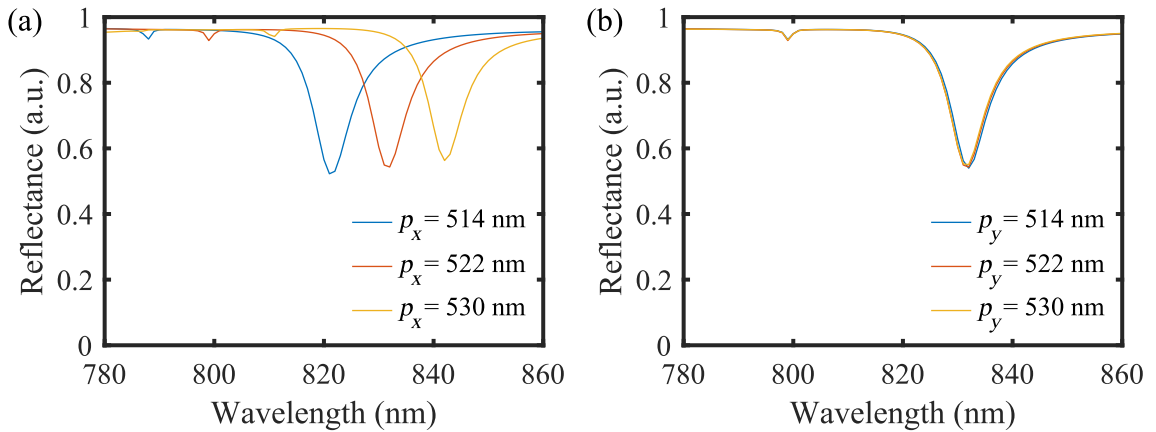 (a)
Reflectance (a.u.)
1
0.8
0.6
0.4
0.2
0
780 800 820 840 860
Wavelength (nm)
px = 514 nm
px = 522 nm
px = 530 nm
(b)
Reflectance (a.u.)
1
0.8
0.6
0.4
0.2
0
780 800 820 840 860
Wavelength (nm)
py = 514 nm
py = 522 nm
py = 530 nm